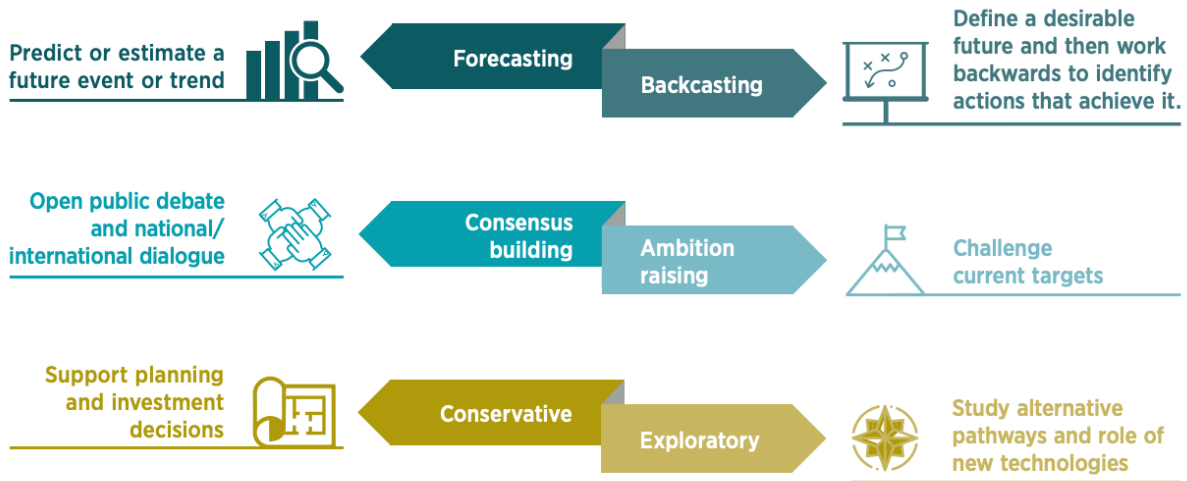 Predict or estimate a
future event or trend
Forecasting
Backcasting
Define a desirable
future and then work
backwards to identify
actions that achieve it.
Open public debate
and national/
international dialogue
Consensus
building
Ambition
raising
Challenge
current targets
Support planning
and investment
decisions
Conservative
Exploratory
Study alternative
pathways and role of
new technologies